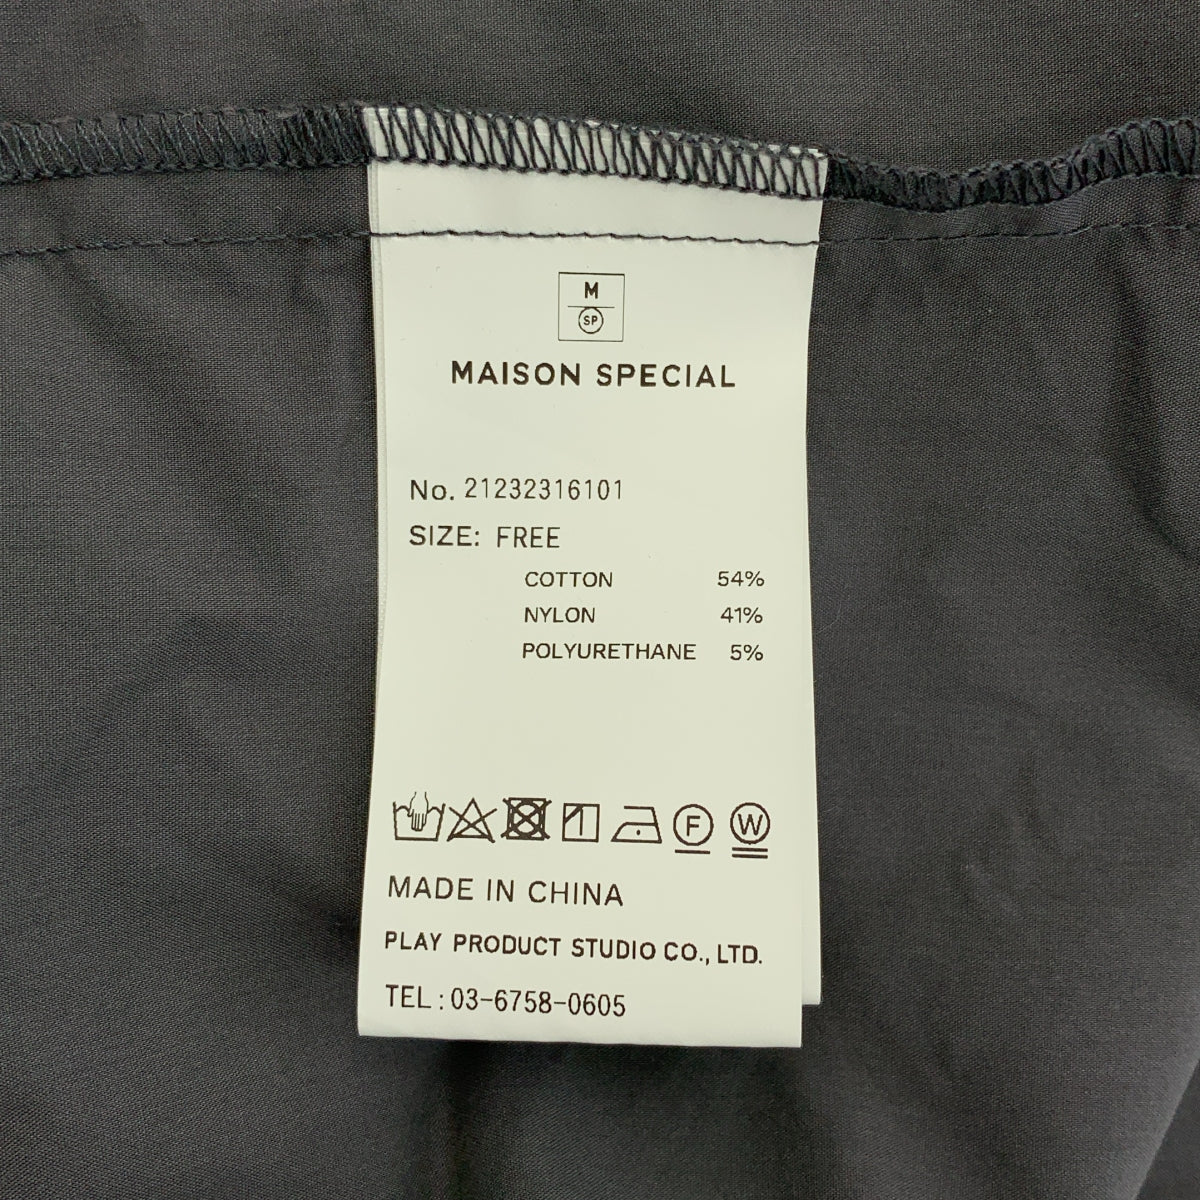 M
SP
MAISON SPECIAL
No. 21232316101
SIZE: FREE
COTTON 54%
NYLON 41%
POLYURETHANE 5%
F W
MADE IN CHINA
PLAY PRODUCT STUDIO CO., LTD.
TEL : 03-6758-0605